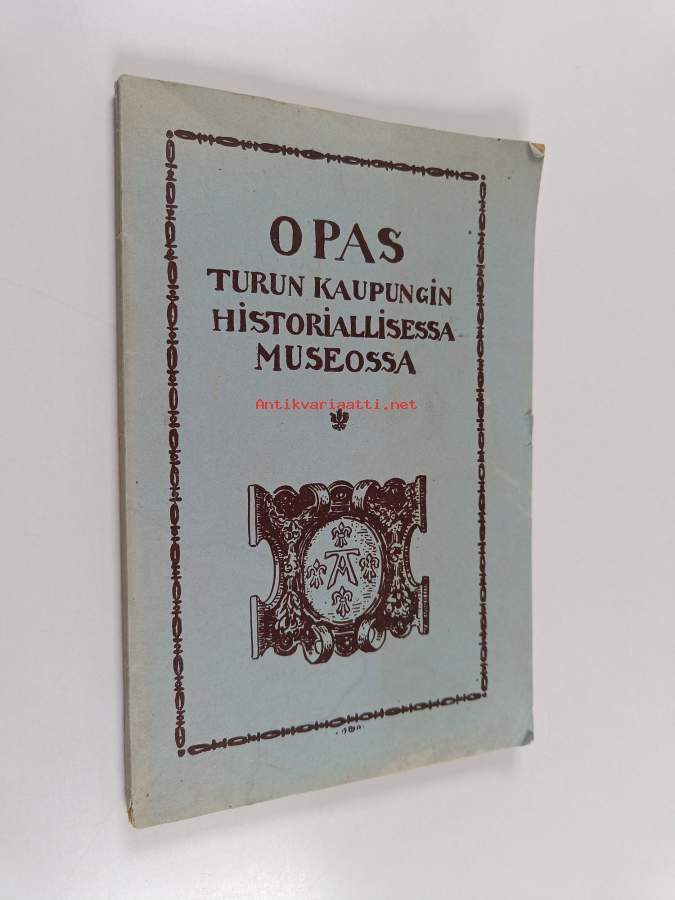 OPAS
TURUN KAUPUNGIN
HISTORIALLISESSA
MUSEOSSA
Antikvariaatti.net
A